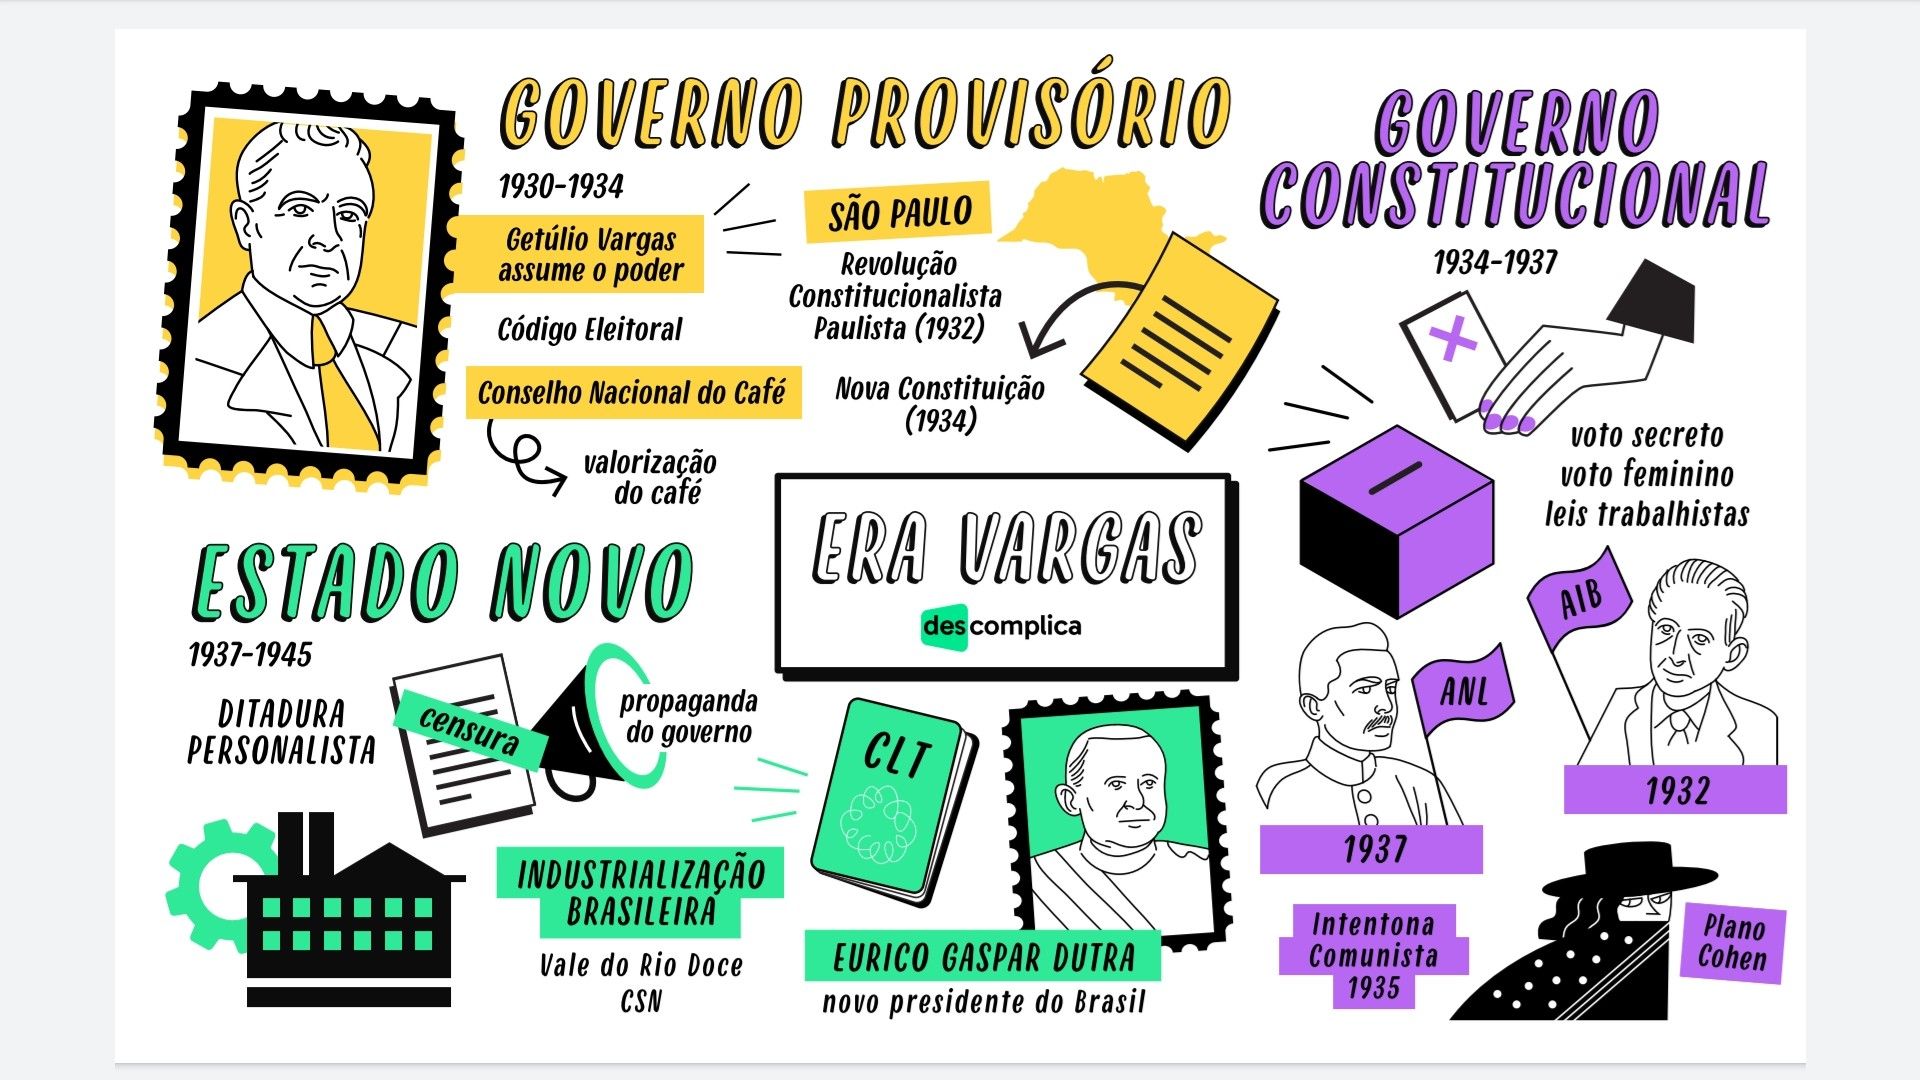 GOVERNO PROVISÓRIO
1930-1934
Getúlio Vargas
assume o poder
Código Eleitoral
Conselho Nacional do Café
valorização
do café
SÃO PAULO
Revolução
Constitucionalista
Paulista (1932)
Nova Constituição
(1934)
GOVERNO
CONSTITUCIONAL
1934-1937
voto secreto
voto feminino
leis trabalhistas
AIB
1932
ANL
1937
Intentona
Comunista
1935
Plano
Cohen
ERA VARGAS
descomplica
ESTADO NOVO
1937-1945
DITADURA
PERSONALISTA
censura
propaganda
do governo
INDUSTRIALIZAÇÃO
BRASILEIRA
Vale do Rio Doce
CSN
CLT
EURICO GASPAR DUTRA
novo presidente do Brasil